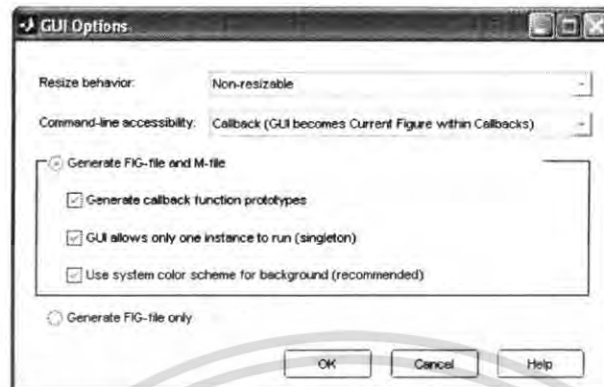 GUI Options
Resize behavior: Non-resizable
Command-line accessibility: Callback (GUI becomes Current Figure within Callbacks)
Generate FIG-file and M-file
Generate callback function prototypes
GUI allows only one instance to run (singleton)
Use system color scheme for background (recommended)
Generate FIG-file only
OK Cancel Help